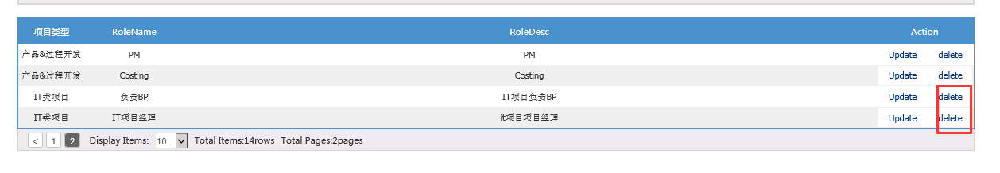 项目类型 RoleName RoleDesc Action
产品&过程开发 PM PM Update delete
产品&过程开发 Costing Costing Update delete
IT类项目 负责BP IT项目负责BP Update delete
IT类项目 IT项目经理 it项目项目经理 Update delete
< 1 2 Display Items: 10 Total Items:14rows Total Pages:2pages